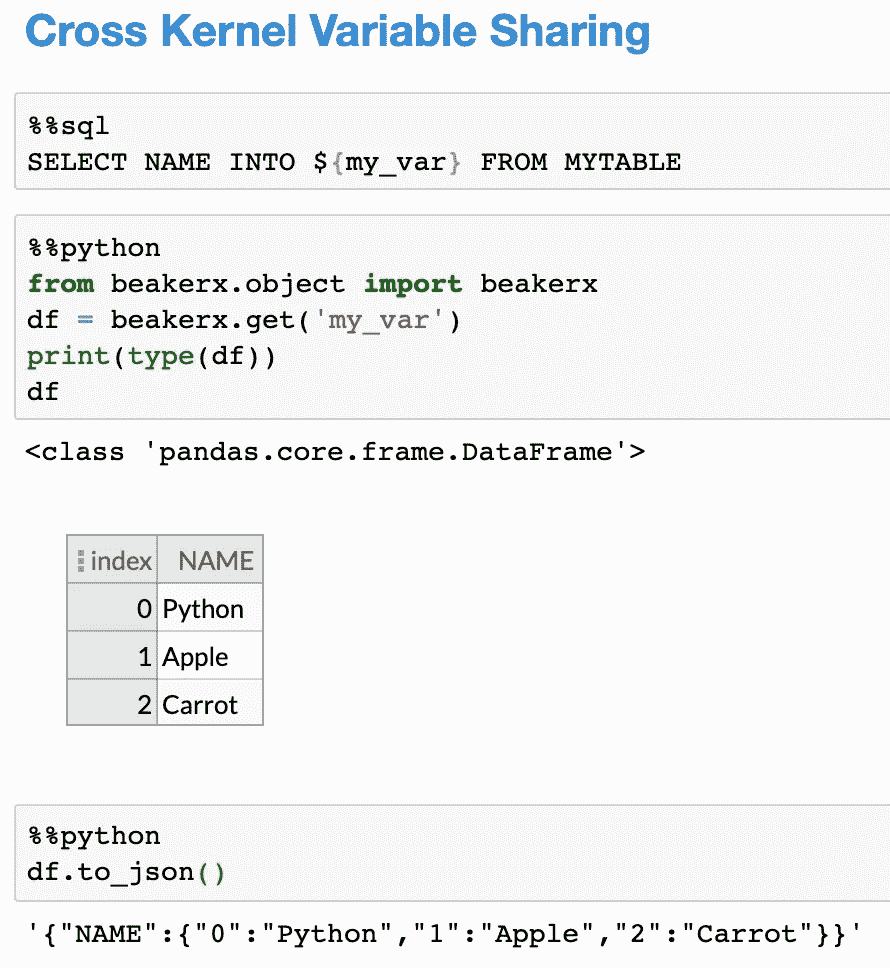 Cross Kernel Variable Sharing
%%sql
SELECT NAME INTO ${my_var} FROM MYTABLE
%%python
from beakerx.object import beakerx
df = beakerx.get('my_var')
print(type(df))
df
<class 'pandas.core.frame.DataFrame'>
index NAME
0 Python
1 Apple
2 Carrot
%%python
df.to_json()
'{"NAME":{"0":"Python","1":"Apple","2":"Carrot"}}'